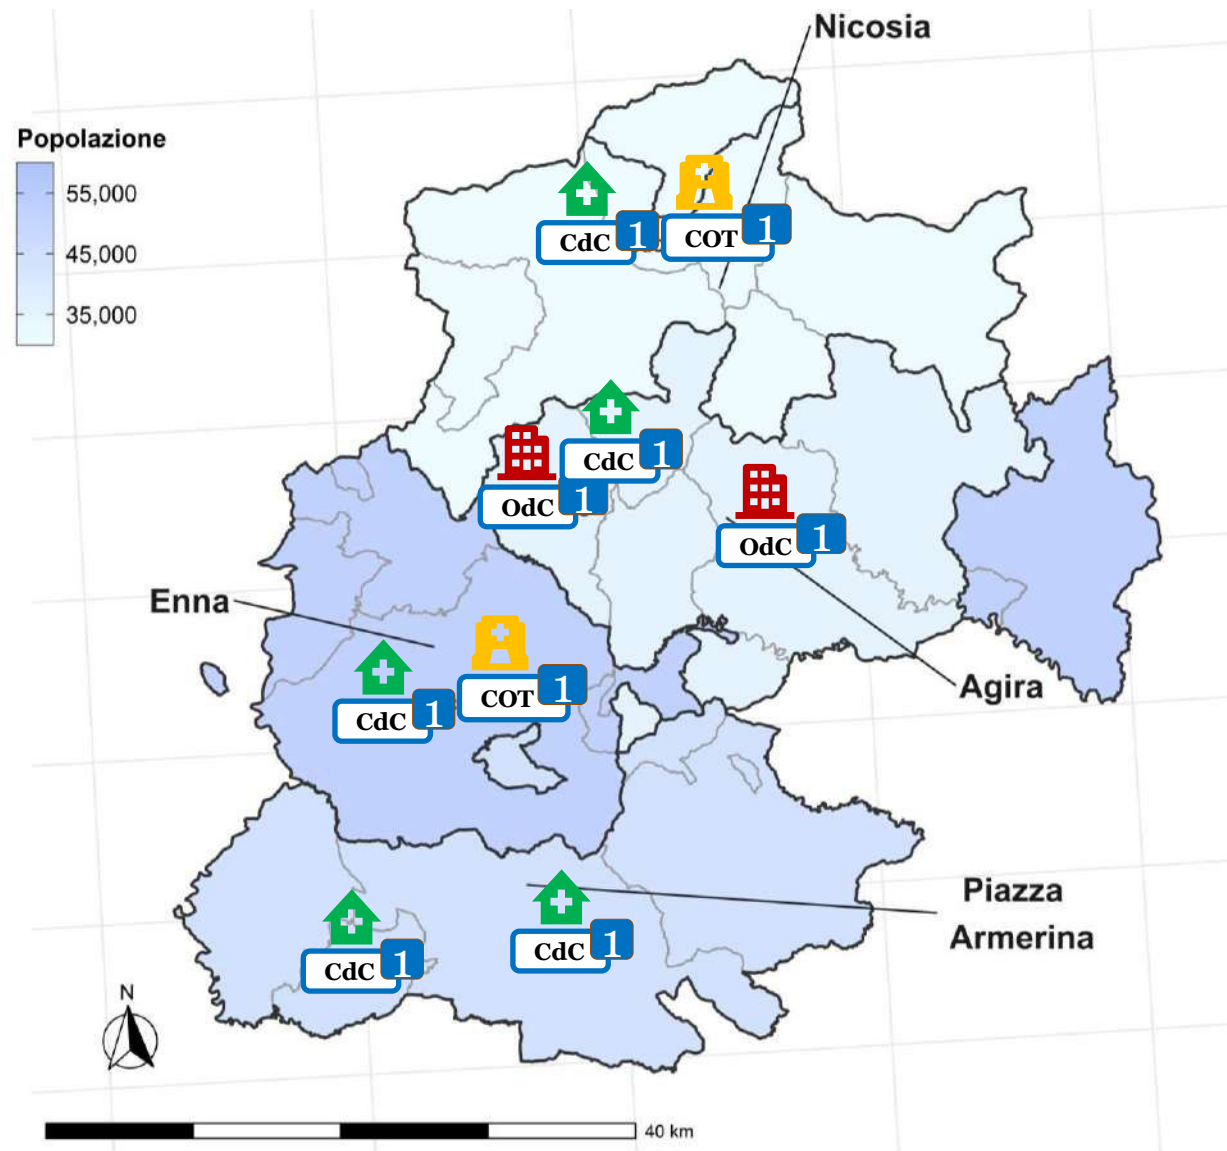 Nicosia
Popolazione
55,000
45,000
35,000
CdC 1
COT 1
CdC 1
OdC 1
OdC 1
Enna
CdC 1
COT 1
Agira
Piazza
Armerina
CdC 1
CdC 1
N
40 km